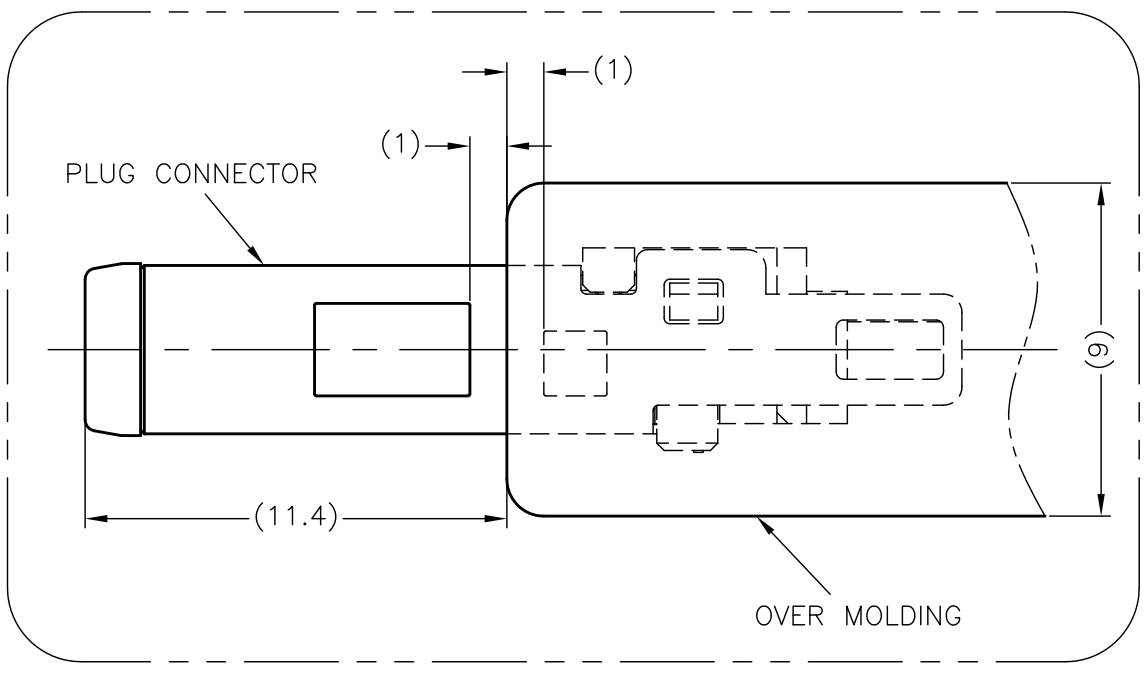 (1)
(1)
PLUG CONNECTOR
(9)
(11.4)
OVER MOLDING